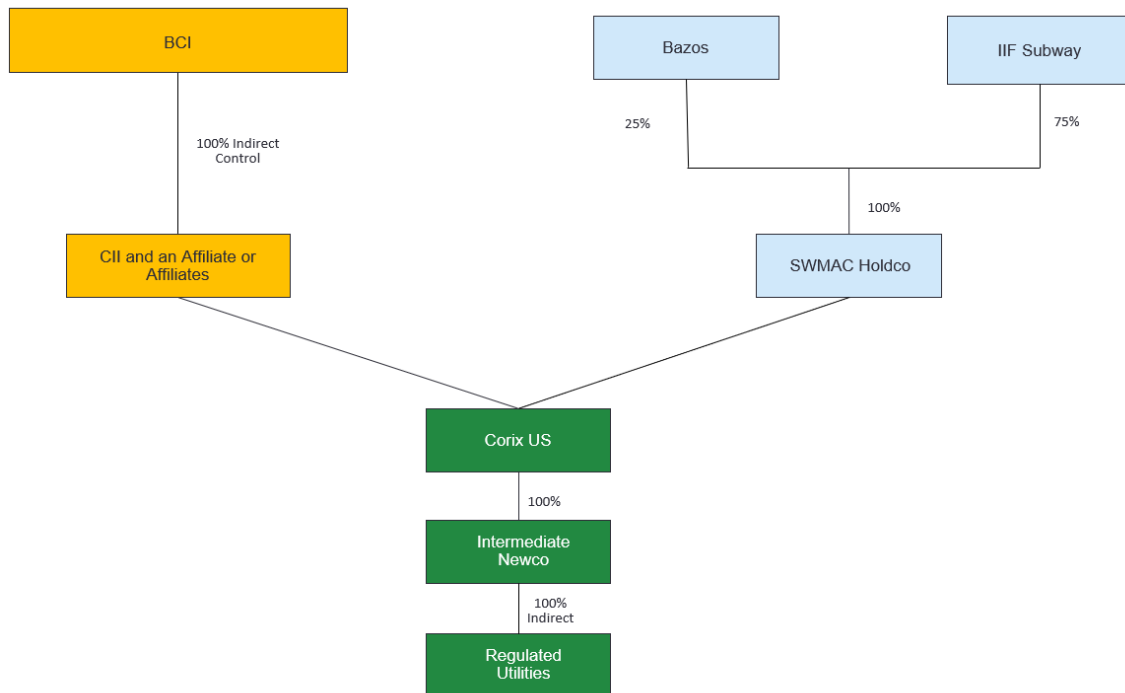 BCI
Bazos
IIF Subway
25%
75%
100% Indirect
Control
100%
CII and an Affiliate or
Affiliates
SWMAC Holdco
Corix US
100%
Intermediate
Newco
100%
Indirect
Regulated
Utilities